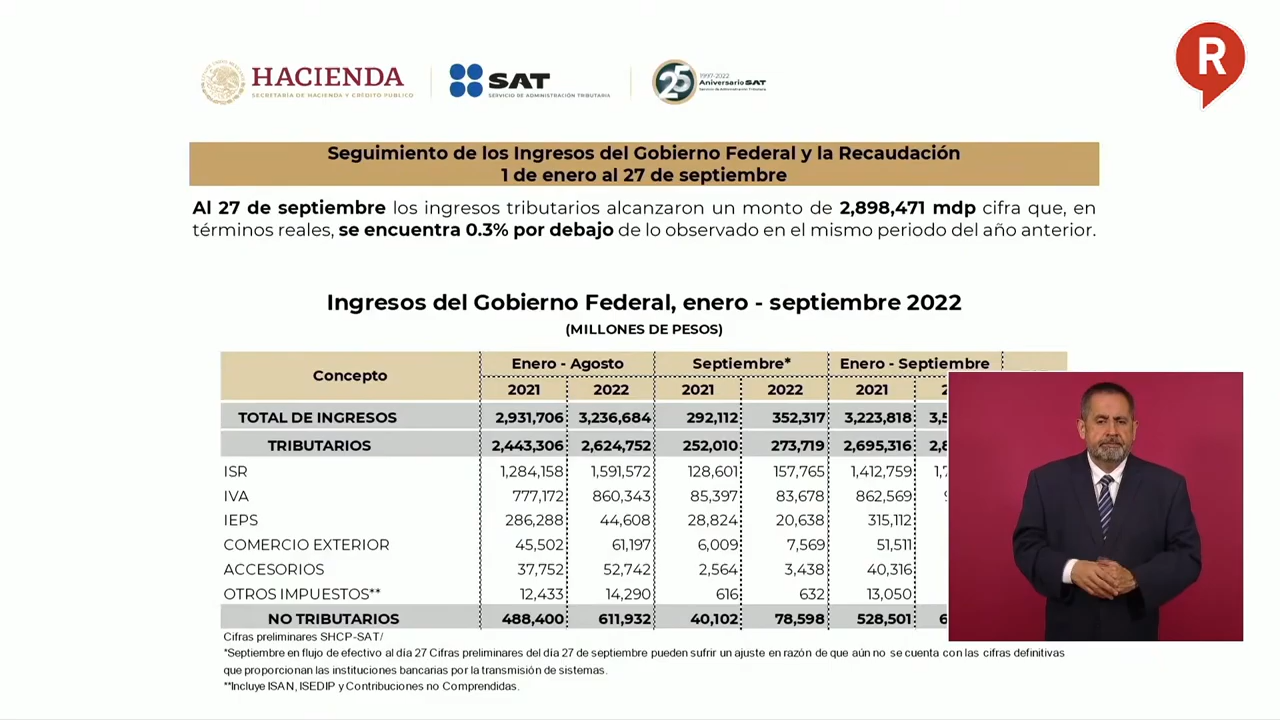 HACIENDA
SECRETARÍA DE HACIENDA Y CRÉDITO PÚBLICO
SAT
SERVICIO DE ADMINISTRACIÓN TRIBUTARIA
25
1997-2022
Aniversario SAT
Servicio de Administración Tributaria
R
Seguimiento de los Ingresos del Gobierno Federal y la Recaudación
1 de enero al 27 de septiembre
Al 27 de septiembre los ingresos tributarios alcanzaron un monto de 2,898,471 mdp cifra que, en
términos reales, se encuentra 0.3% por debajo de lo observado en el mismo periodo del año anterior.
Ingresos del Gobierno Federal, enero - septiembre 2022
(MILLONES DE PESOS)
Concepto Enero - Agosto Septiembre* Enero - Septiembre
2021 2022 2021 2022 2021
TOTAL DE INGRESOS 2,931,706 3,236,684 292,112 352,317 3,223,818
TRIBUTARIOS 2,443,306 2,624,752 252,010 273,719 2,695,316
ISR 1,284,158 1,591,572 128,601 157,765 1,412,759
IVA 777,172 860,343 85,397 83,678 862,569
IEPS 286,288 44,608 28,824 20,638 315,112
COMERCIO EXTERIOR 45,502 61,197 6,009 7,569 51,511
ACCESORIOS 37,752 52,742 2,564 3,438 40,316
OTROS IMPUESTOS** 12,433 14,290 616 632 13,050
NO TRIBUTARIOS 488,400 611,932 40,102 78,598 528,501
Cifras preliminares SHCP-SAT/
*Septiembre en flujo de efectivo al día 27 Cifras preliminares del día 27 de septiembre pueden sufrir un ajuste en razón de que aún no se cuenta con las cifras definitivas
que proporcionan las instituciones bancarias por la transmisión de sistemas.
**Incluye ISAN, ISEDIP y Contribuciones no Comprendidas.